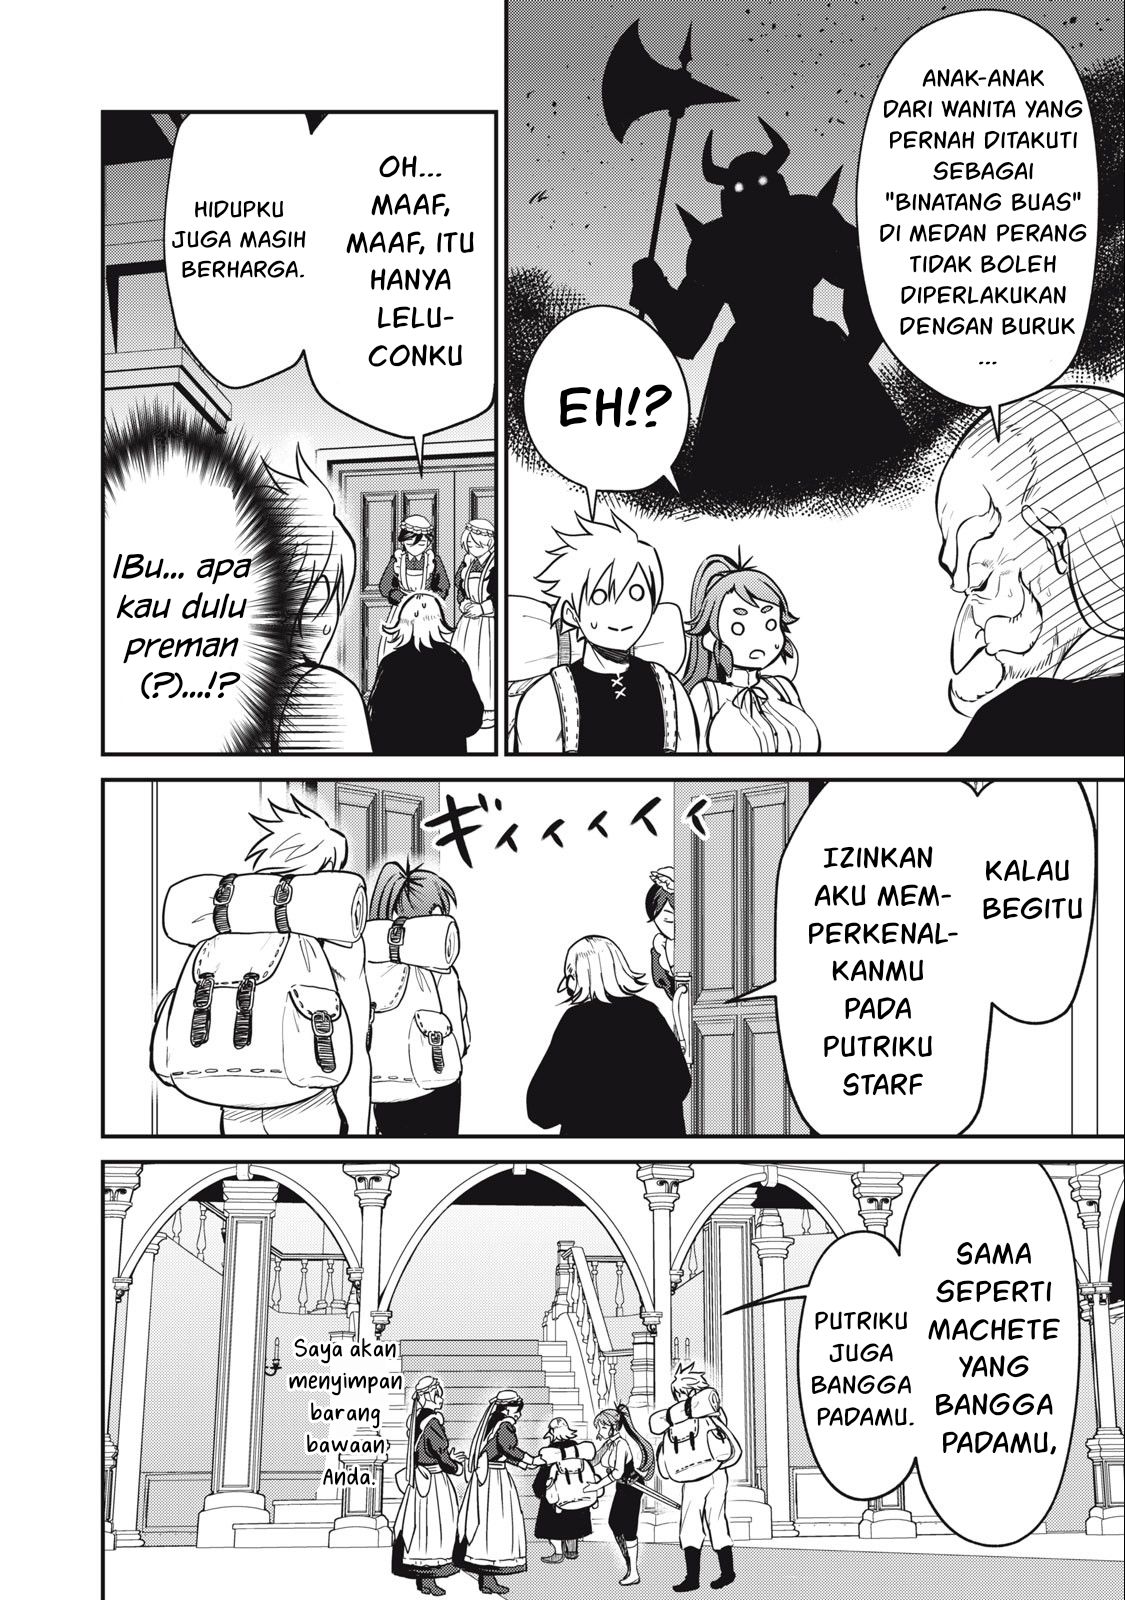 ANAK-ANAK
DARI WANITA YANG
PERNAH DITAKUTI
SEBAGAI
"BINATANG BUAS"
DI MEDAN PERANG
TIDAK BOLEH
DIPERLAKUKAN
DENGAN BURUK
...
EH!?
OH...
MAAF,
MAAF, ITU
HANYA
LELU-
CONKU
HIDUPKU
JUGA MASIH
BERHARGA.
IBu... apa
kau dulu
preman
(?)...!?
KALAU
BEGITU
IZINKAN
AKU MEM-
PERKENAL-
KANMU
PADA
PUTRIKU
STARF
ギィィィィィ
SAMA
SEPERTI
MACHETE
YANG
BANGGA
PADAMU,
PUTRIKU
JUGA
BANGGA
PADAMU.
Saya akan
menyimpan
barang
bawaan
Anda.